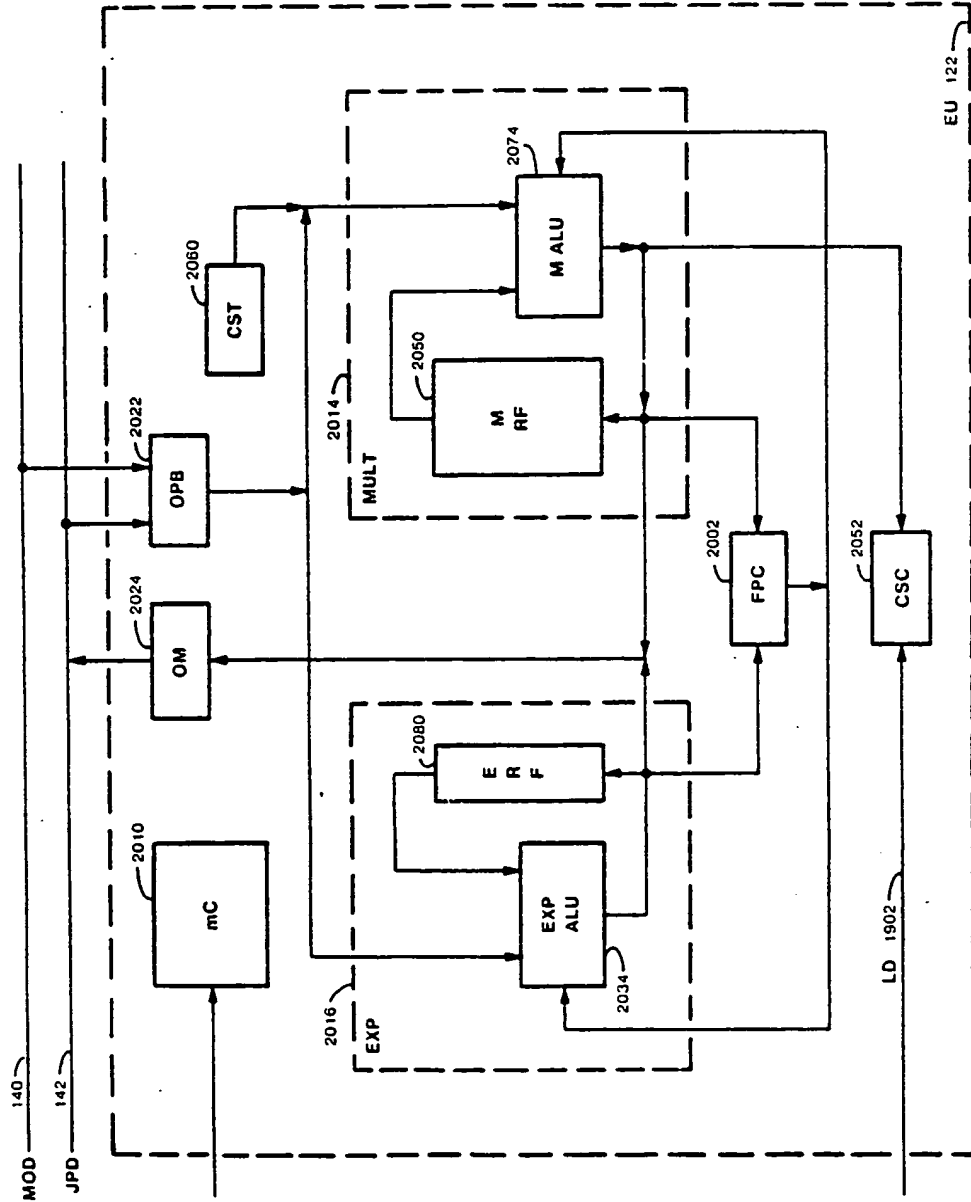 MOD
140
JPD
142
2010
mC
2024
OM
2022
OPB
2060
CST
2016
EXP
EXP
ALU
2034
2080
E
R
F
2014
MULT
2050
M
RF
2074
M ALU
2002
FPC
2052
CSC
LD 1902
EU 122